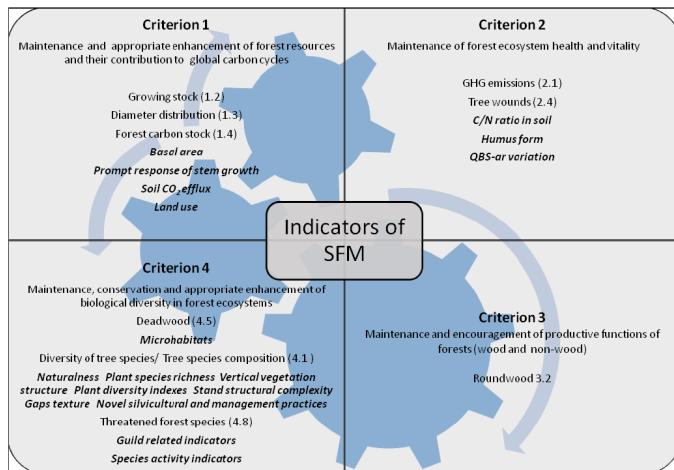 Criterion 1
Maintenance and appropriate enhancement of forest resources
and their contribution to global carbon cycles
Growing stock (1.2)
Diameter distribution (1.3)
Forest carbon stock (1.4)
Basal area
Prompt response of stem growth
Soil CO₂ efflux
Land use
Criterion 2
Maintenance of forest ecosystem health and vitality
GHG emissions (2.1)
Tree wounds (2.4)
C/N ratio in soil
Humus form
QBS-ar variation
Indicators of
SFM
Criterion 4
Maintenance, conservation and appropriate enhancement of
biological diversity in forest ecosystems
Deadwood (4.5)
Microhabitats
Diversity of tree species/ Tree species composition (4.1)
Naturalness Plant species richness Vertical vegetation
structure Plant diversity indexes Stand structural complexity
Gaps texture Novel silvicultural and management practices
Threatened forest species (4.8)
Guild related indicators
Species activity indicators
Criterion 3
Maintenance and encouragement of productive functions of
forests (wood and non-wood)
Roundwood 3.2